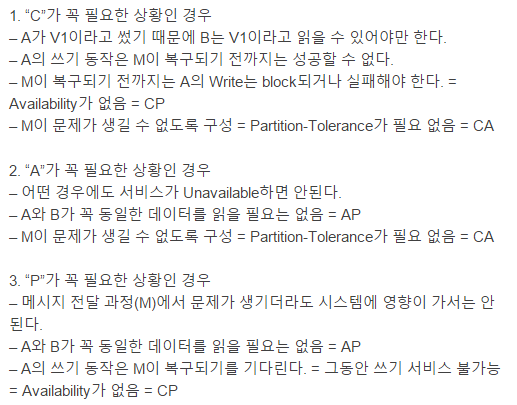 1. “C”가 꼭 필요한 상황인 경우
– A가 V1이라고 썼기 때문에 B는 V1이라고 읽을 수 있어야만 한다.
– A의 쓰기 동작은 M이 복구되기 전까지는 성공할 수 없다.
– M이 복구되기 전까지는 A의 Write는 block되거나 실패해야 한다. =
Availability가 없음 = CP
– M이 문제가 생길 수 없도록 구성 = Partition-Tolerance가 필요 없음 = CA
2. “A”가 꼭 필요한 상황인 경우
– 어떤 경우에도 서비스가 Unavailable하면 안된다.
– A와 B가 꼭 동일한 데이터를 읽을 필요는 없음 = AP
– M이 문제가 생길 수 없도록 구성 = Partition-Tolerance가 필요 없음 = CA
3. “P”가 꼭 필요한 상황인 경우
– 메시지 전달 과정(M)에서 문제가 생기더라도 시스템에 영향이 가서는 안
된다.
– A와 B가 꼭 동일한 데이터를 읽을 필요는 없음 = AP
– A의 쓰기 동작은 M이 복구되기를 기다린다. = 그동안 쓰기 서비스 불가능
= Availability가 없음 = CP